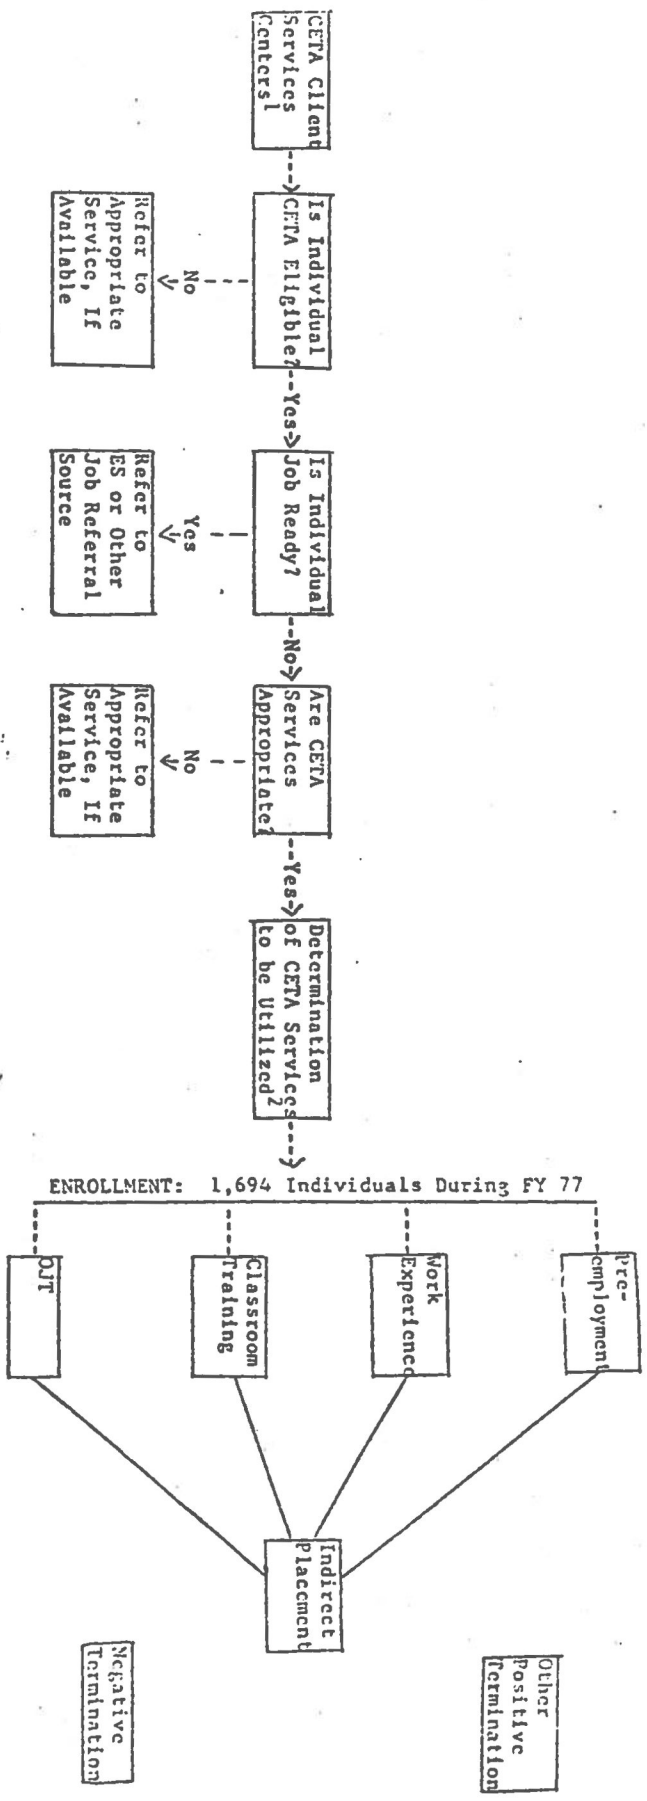 CETA Client
Services
Centers1
Is Individual
CETA Eligible?
No
Refer to
Appropriate
Service, If
Available
Yes
Is Individual
Job Ready?
Yes
Refer to
ES or Other
Job Referral
Source
No
Are CETA
Services
Appropriate?
No
Refer to
Appropriate
Service, If
Available
Yes
Determination
of CETA Services
to be Utilized2
ENROLLMENT: 1,694 Individuals During FY 77
Pre-
employment
Work
Experience
Classroom
Training
OJT
Indirect
Placement
Other
Positive
Termination
Negative
Termination